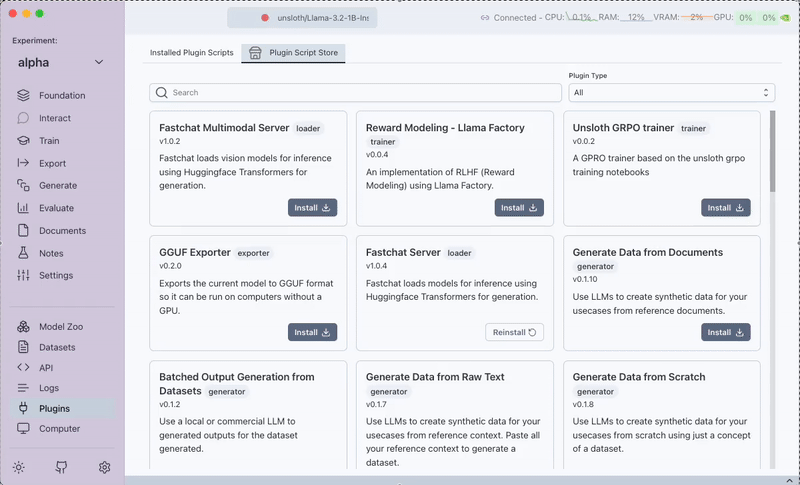 unsloth/Llama-3.2-1B-Ins
Connected - CPU: 0.1% RAM: 12% VRAM: 2% GPU: 0% 0%
Experiment:
alpha
Foundation
Interact
Train
Export
Generate
Evaluate
Documents
Notes
Settings
Model Zoo
Datasets
API
Logs
Plugins
Computer
Installed Plugin Scripts
Plugin Script Store
Plugin Type
Search
All
Fastchat Multimodal Server loader
v1.0.2
Fastchat loads vision models for inference
using Huggingface Transformers for
generation.
Install
Reward Modeling - Llama Factory
trainer
v0.0.4
An implementation of RLHF (Reward
Modeling) using Llama Factory.
Install
Unsloth GRPO trainer trainer
v0.0.2
A GPRO trainer based on the unsloth grpo
training notebooks
Install
GGUF Exporter exporter
v0.2.0
Exports the current model to GGUF format
so it can be run on computers without a
GPU.
Install
Fastchat Server loader
v1.0.4
Fastchat loads models for inference using
Huggingface Transformers for generation.
Reinstall
Generate Data from Documents
generator
v0.1.10
Use LLMs to create synthetic data for your
usecases from reference documents.
Install
Batched Output Generation from
Datasets generator
v0.1.2
Use a local or commercial LLM to
generated outputs for the dataset
generated.
Generate Data from Raw Text
generator
v0.1.7
Use LLMs to create synthetic data for your
usecases from reference context. Paste all
your reference context to generate a
dataset.
Generate Data from Scratch
generator
v0.1.8
Use LLMs to create synthetic data for your
usecases from scratch using just a concept
of a dataset.